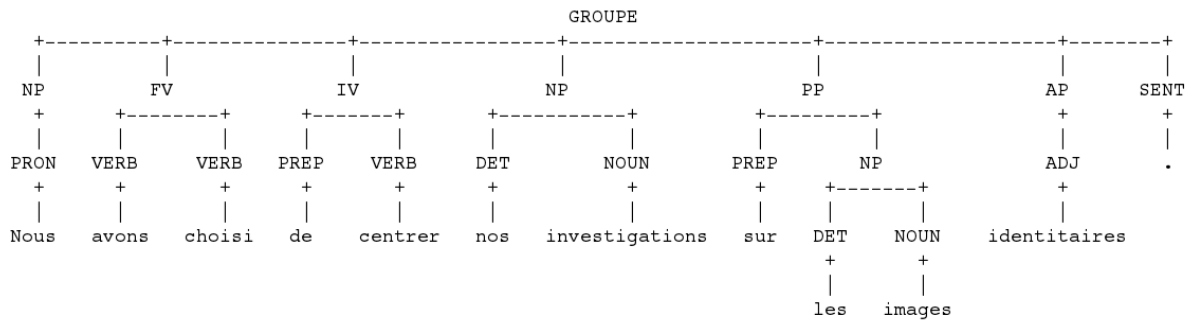 GROUPE
NP FV IV NP PP AP SENT
PRON VERB VERB PREP VERB DET NOUN PREP NP ADJ .
Nous avons choisi de centrer nos investigations sur DET NOUN identitaires
les images